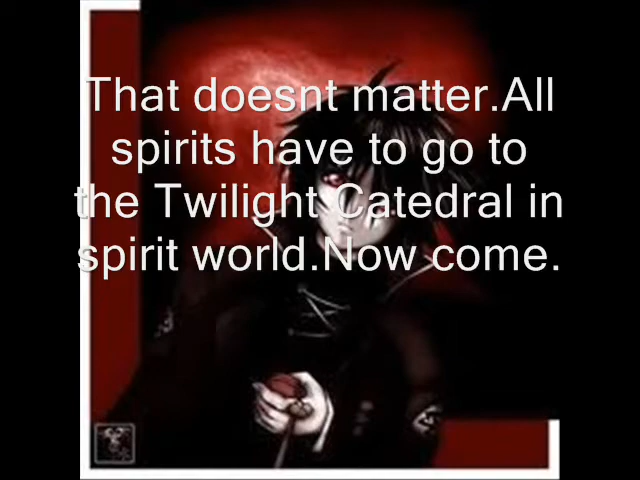 That doesnt matter.All
spirits have to go to
the Twilight Catedral in
spirit world.Now come.